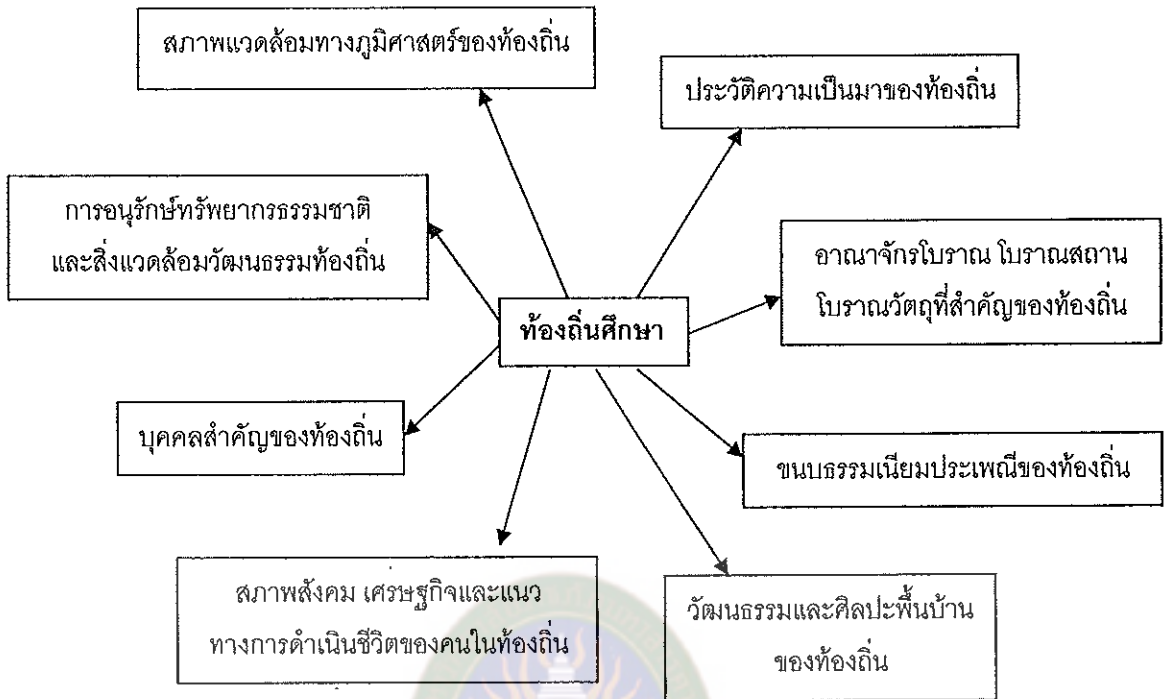 สภาพแวดล้อมทางภูมิศาสตร์ของท้องถิ่น
ประวัติความเป็นมาของท้องถิ่น
การอนุรักษ์ทรัพยากรธรรมชาติ
และสิ่งแวดล้อมวัฒนธรรมท้องถิ่น
อาณาจักรโบราณ โบราณสถาน
โบราณวัตถุที่สำคัญของท้องถิ่น
ท้องถิ่นศึกษา
บุคคลสำคัญของท้องถิ่น
ขนบธรรมเนียมประเพณีของท้องถิ่น
สภาพสังคม เศรษฐกิจและแนว
ทางการดำเนินชีวิตของคนในท้องถิ่น
วัฒนธรรมและศิลปะพื้นบ้าน
ของท้องถิ่น